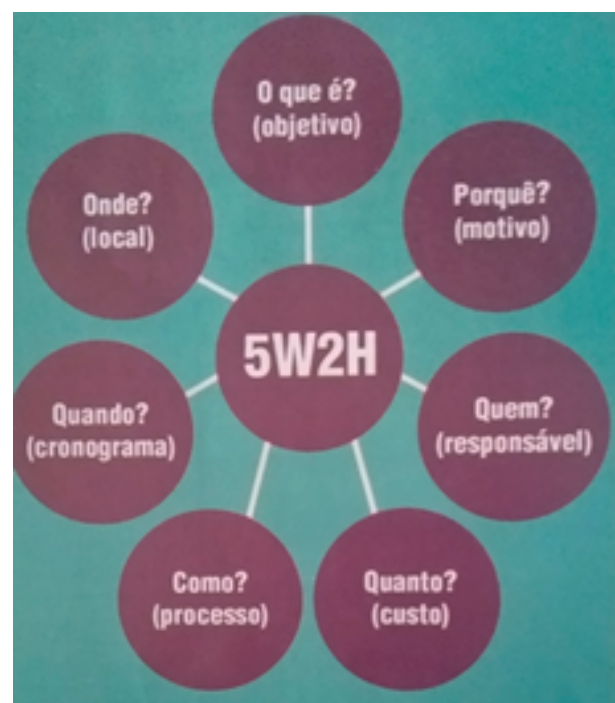 O que é?
(objetivo)
Porquê?
(motivo)
Onde?
(local)
5W2H
Quem?
(responsável)
Quando?
(cronograma)
Como?
(processo)
Quanto?
(custo)